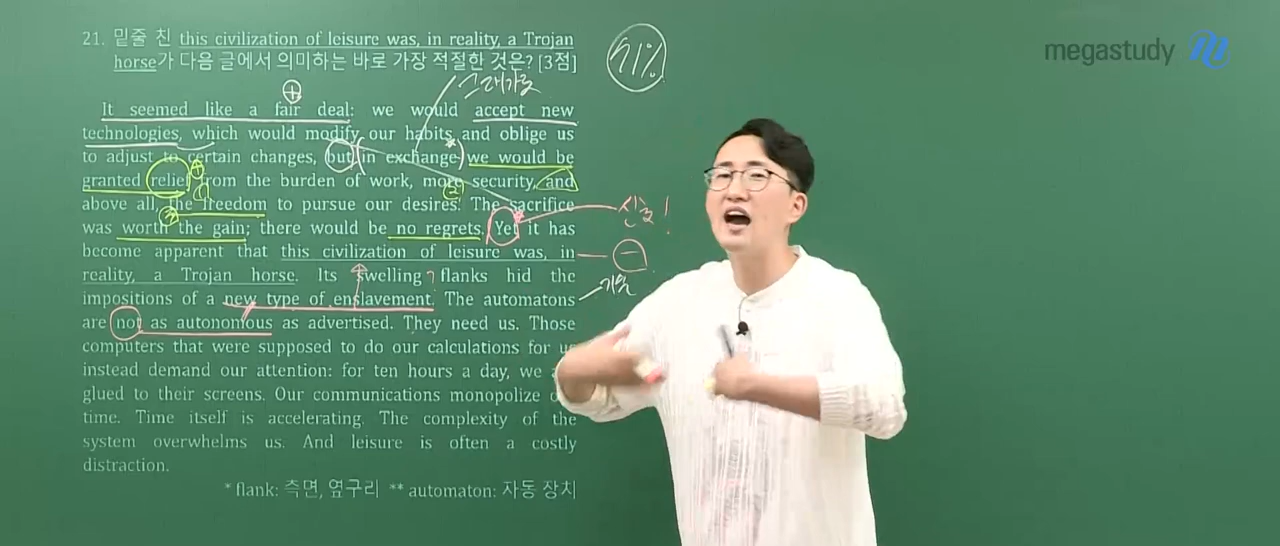 21. 밑줄 친 this civilization of leisure was, in reality, a Trojan
horse가 다음 글에서 의미하는 바로 가장 적절한 것은? [3점]
It seemed like a fair deal: we would accept new
technologies, which would modify our habits and oblige us
to adjust to certain changes, but in exchange we would be
granted relief from the burden of work, more security, and
above all, the freedom to pursue our desires. The sacrifice
was worth the gain; there would be no regrets. Yet it has
become apparent that this civilization of leisure was, in
reality, a Trojan horse. Its swelling flanks hid the
impositions of a new type of enslavement. The automatons
are not as autonomous as advertised. They need us. Those
computers that were supposed to do our calculations for
instead demand our attention: for ten hours a day, we
glued to their screens. Our communications monopolize
time. Time itself is accelerating. The complexity of the
system overwhelms us. And leisure is often a costly
distraction.
* flank: 측면, 옆구리 ** automaton: 자동 장치
71%
① ② ③
megastudy